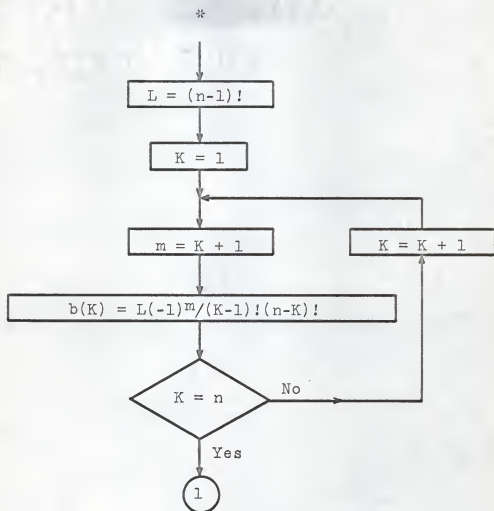 *
L = (n-1)!
K = 1
m = K + 1
K = K + 1
b(K) = L(-1)^m/(K-1)!(n-K)!
K = n
No
Yes
1